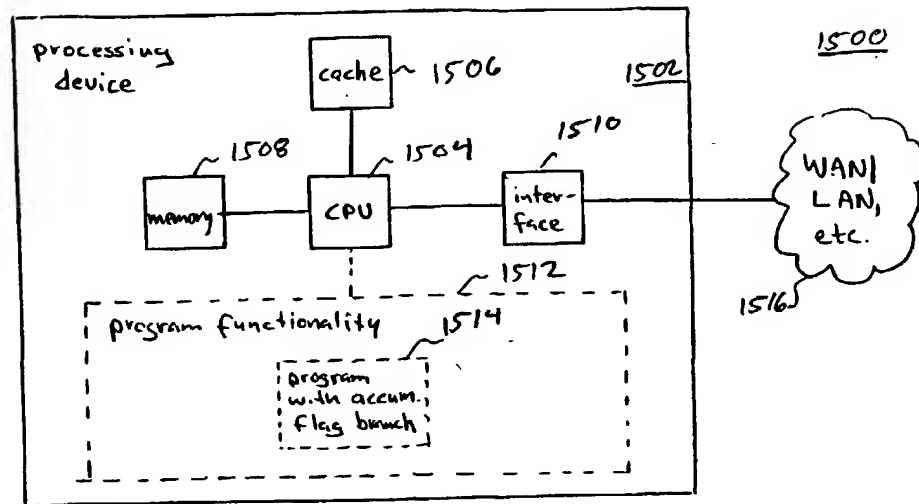 processing
device
cache
1506
1500
1502
1508
1504
1510
memory
CPU
inter-
face
WAN/
LAN,
etc.
1516
1512
program functionality
1514
program
with accum.
flag branch